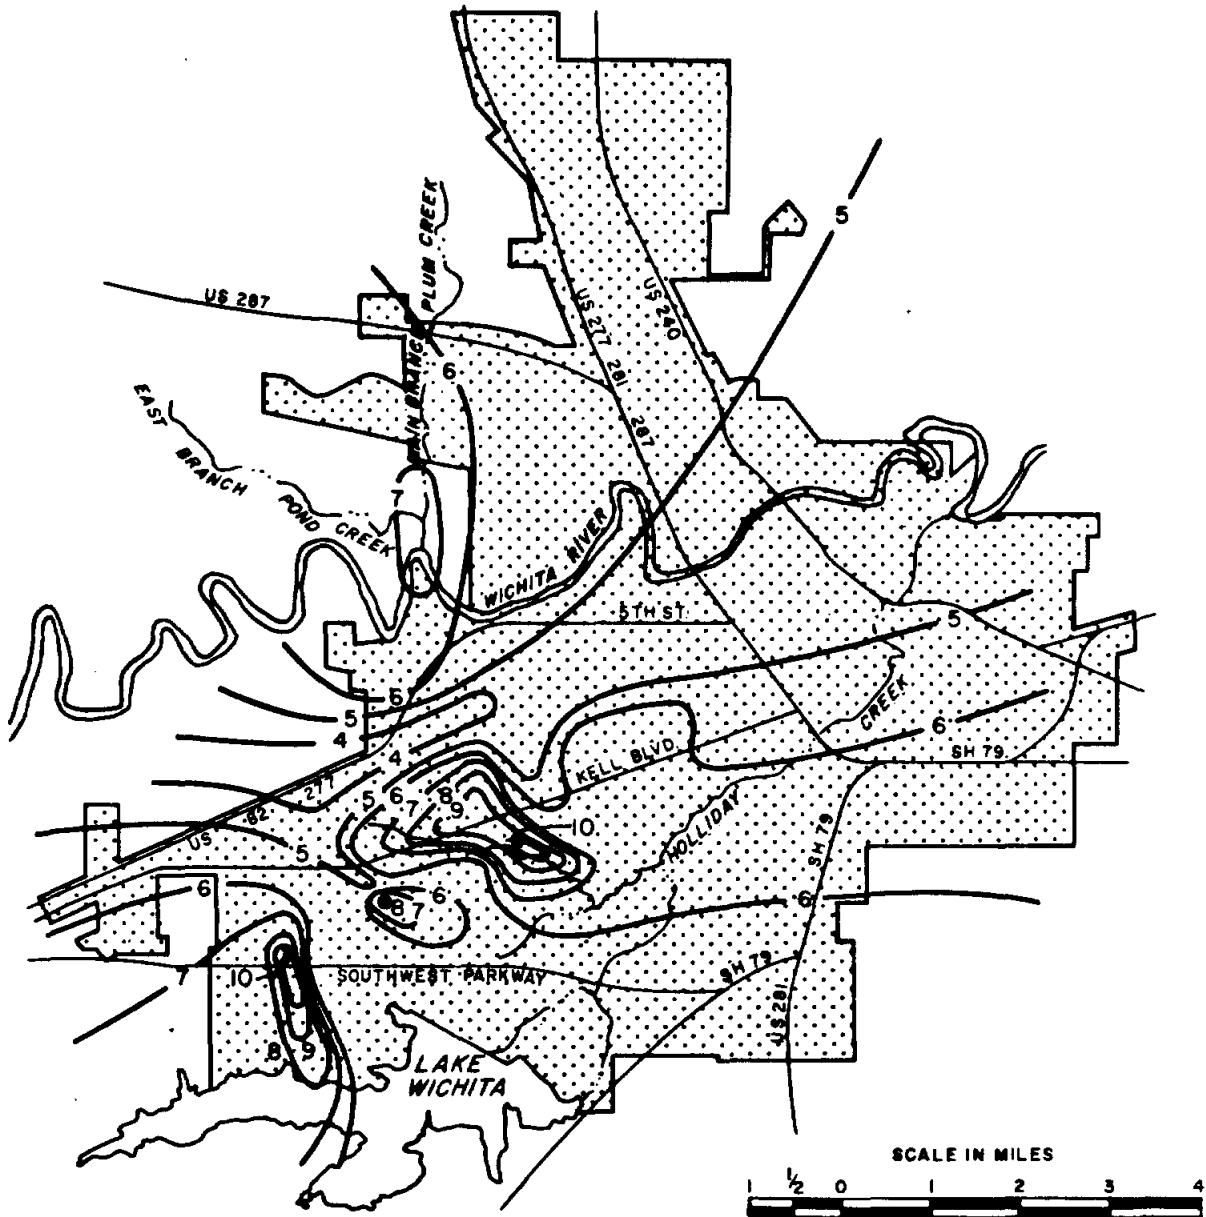 5
PLUM CREEK
MAIN BRANCH
US 287
US 277
281
287
US 240
6
EAST
BRANCH
POND CREEK
7
WICHITA RIVER
5TH ST.
5
6
5
4
4
CREEK
6
SH 79
KELL BLVD.
US 82 277
5 6 7 8 9
10
HOLLIDAY
SH 79
5
6
6
8 7
6
7
10
SOUTHWEST PARKWAY
SH 79
US 281
8 9
LAKE
WICHITA
SCALE IN MILES
1 ½ 0 1 2 3 4